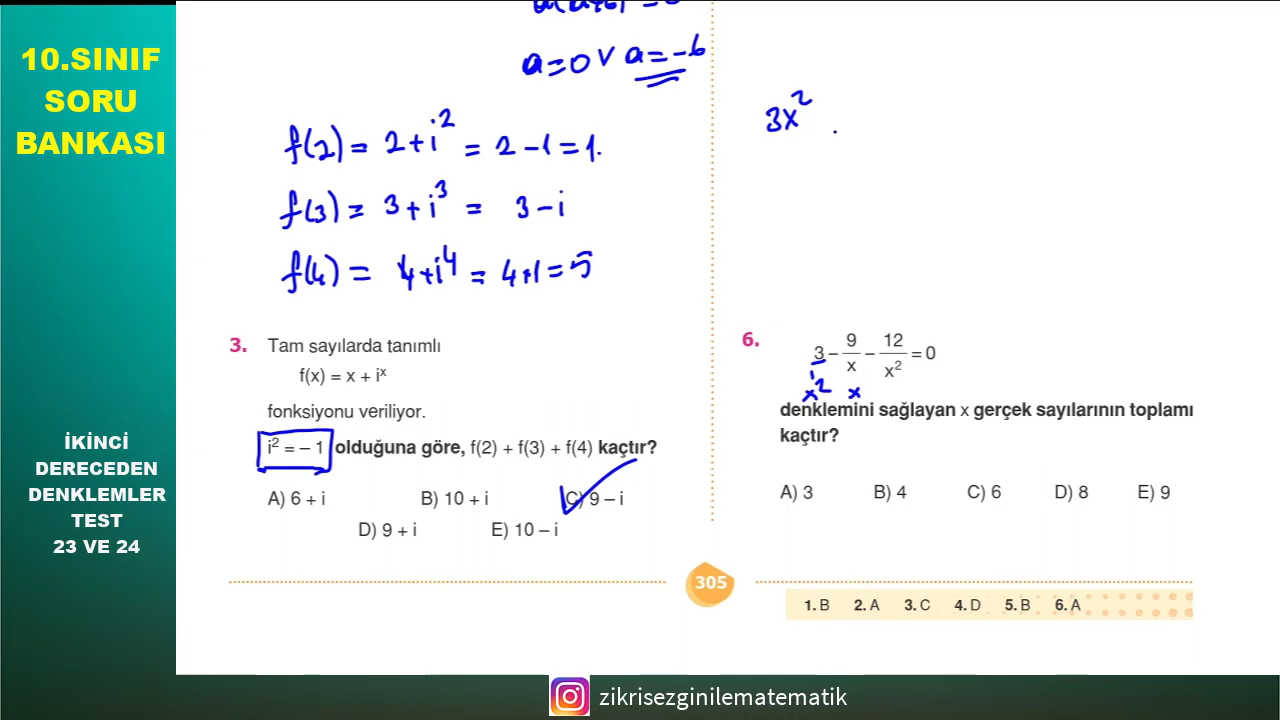 10.SINIF
SORU
BANKASI
İKİNCİ
DERECEDEN
DENKLEMLER
TEST
23 VE 24
a=0 ∨ a=-6
f(2) = 2+i² = 2-1=1.
f(3) = 3+i³ = 3-i
f(4) = 4+i⁴ = 4+1=5
3. Tam sayılarda tanımlı
f(x) = x + iˣ
fonksiyonu veriliyor.
i² = – 1 olduğuna göre, f(2) + f(3) + f(4) kaçtır?
A) 6 + i B) 10 + i C) 9 – i
D) 9 + i E) 10 – i
3x²
6. 3 – 9/x – 12/x² = 0
x² x
denklemini sağlayan x gerçek sayılarının toplamı
kaçtır?
A) 3 B) 4 C) 6 D) 8 E) 9
305
1. B 2. A 3. C 4. D 5. B 6. A
zikrisezginilematematik